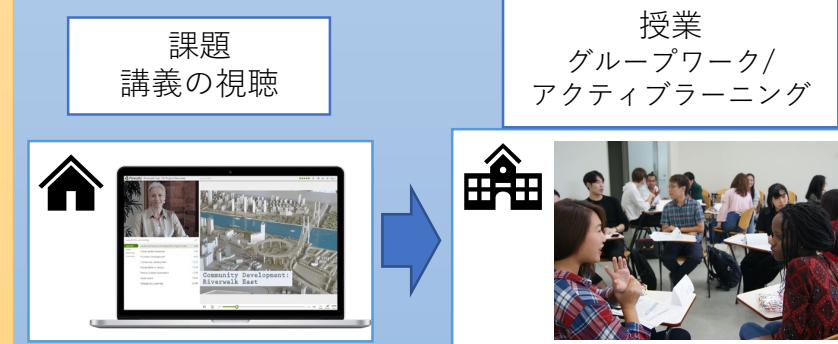 課題
講義の視聴
授業
グループワーク/
アクティブラーニング
Community Development:
Riverwalk East